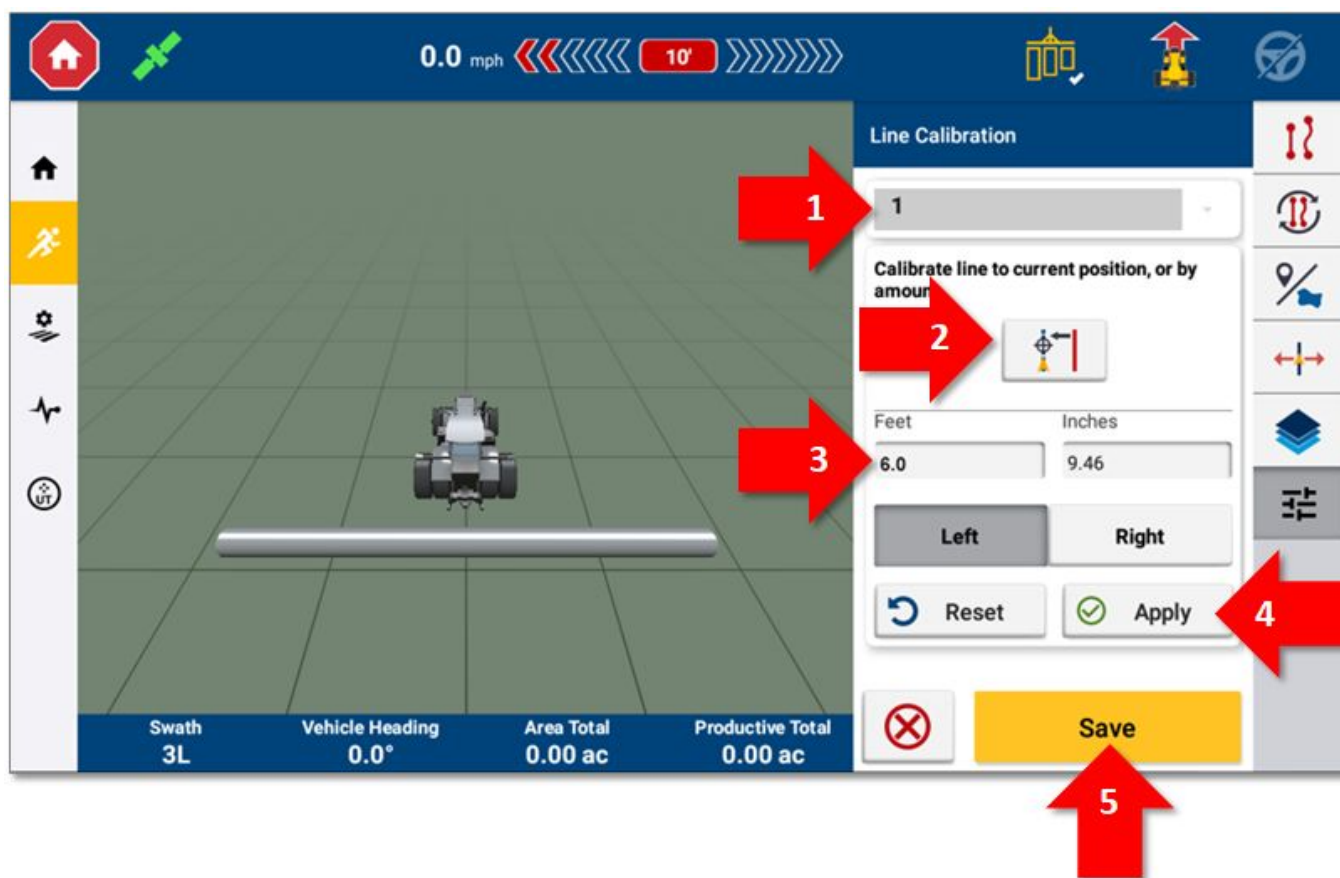 0.0 mph 10'
Line Calibration
1
1
Calibrate line to current position, or by
amoun
2
Feet Inches
3
6.0 9.46
Left Right
Reset Apply
4
Swath Vehicle Heading Area Total Productive Total
3L 0.0° 0.00 ac 0.00 ac
Save
5
UT